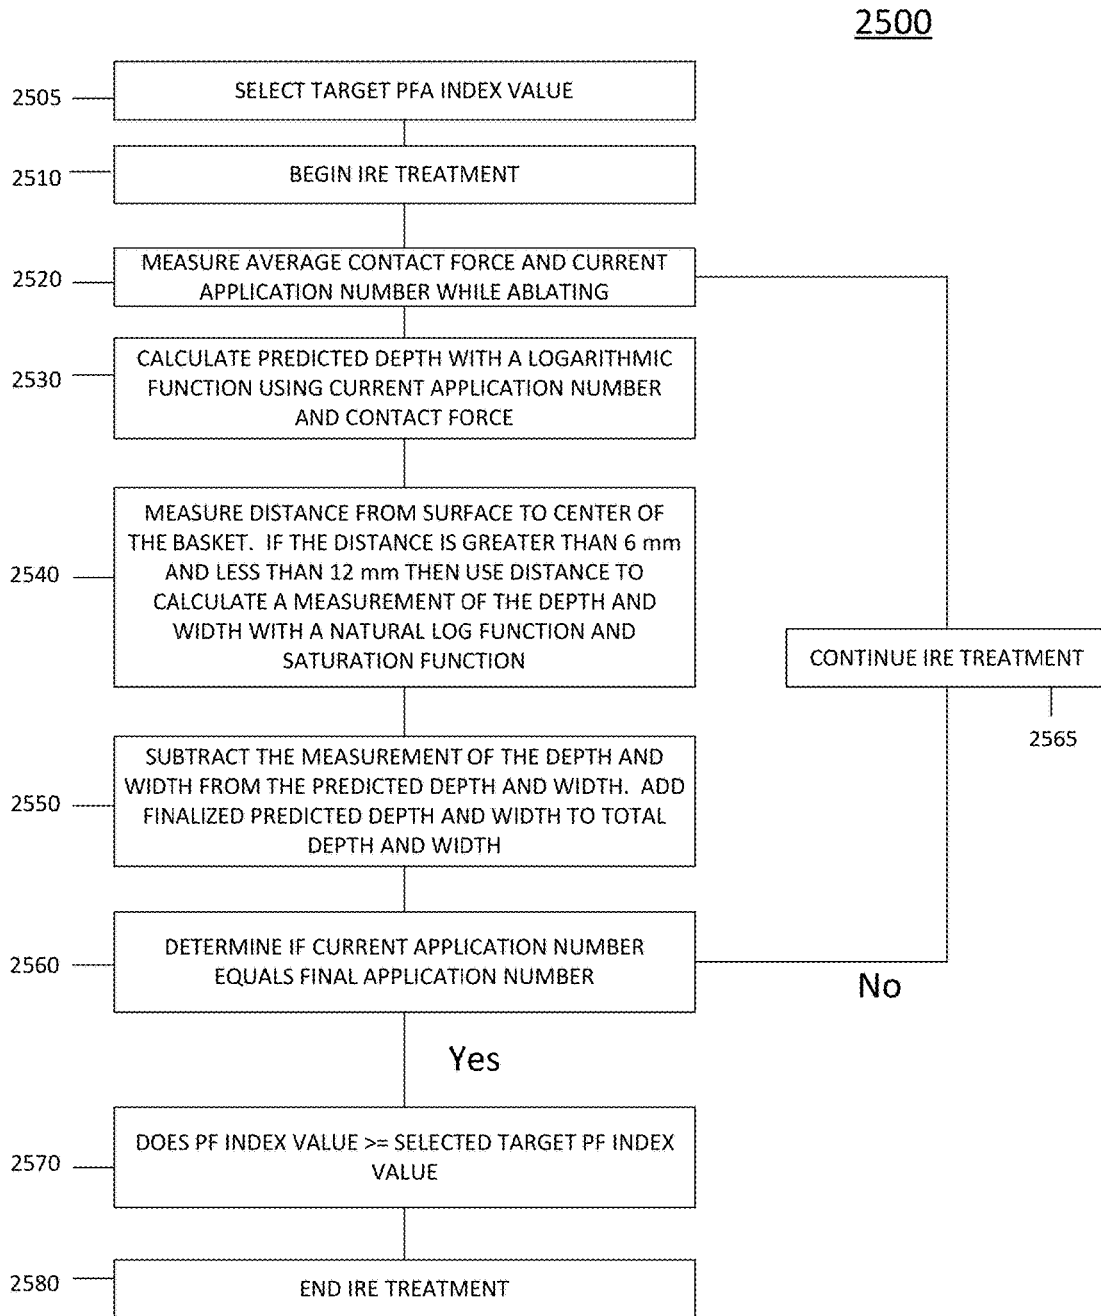 2500
2505
SELECT TARGET PFA INDEX VALUE
2510
BEGIN IRE TREATMENT
2520
MEASURE AVERAGE CONTACT FORCE AND CURRENT
APPLICATION NUMBER WHILE ABLATING
2530
CALCULATE PREDICTED DEPTH WITH A LOGARITHMIC
FUNCTION USING CURRENT APPLICATION NUMBER
AND CONTACT FORCE
2540
MEASURE DISTANCE FROM SURFACE TO CENTER OF
THE BASKET. IF THE DISTANCE IS GREATER THAN 6 mm
AND LESS THAN 12 mm THEN USE DISTANCE TO
CALCULATE A MEASUREMENT OF THE DEPTH AND
WIDTH WITH A NATURAL LOG FUNCTION AND
SATURATION FUNCTION
CONTINUE IRE TREATMENT
2565
2550
SUBTRACT THE MEASUREMENT OF THE DEPTH AND
WIDTH FROM THE PREDICTED DEPTH AND WIDTH. ADD
FINALIZED PREDICTED DEPTH AND WIDTH TO TOTAL
DEPTH AND WIDTH
2560
DETERMINE IF CURRENT APPLICATION NUMBER
EQUALS FINAL APPLICATION NUMBER
No
Yes
2570
DOES PF INDEX VALUE >= SELECTED TARGET PF INDEX
VALUE
2580
END IRE TREATMENT